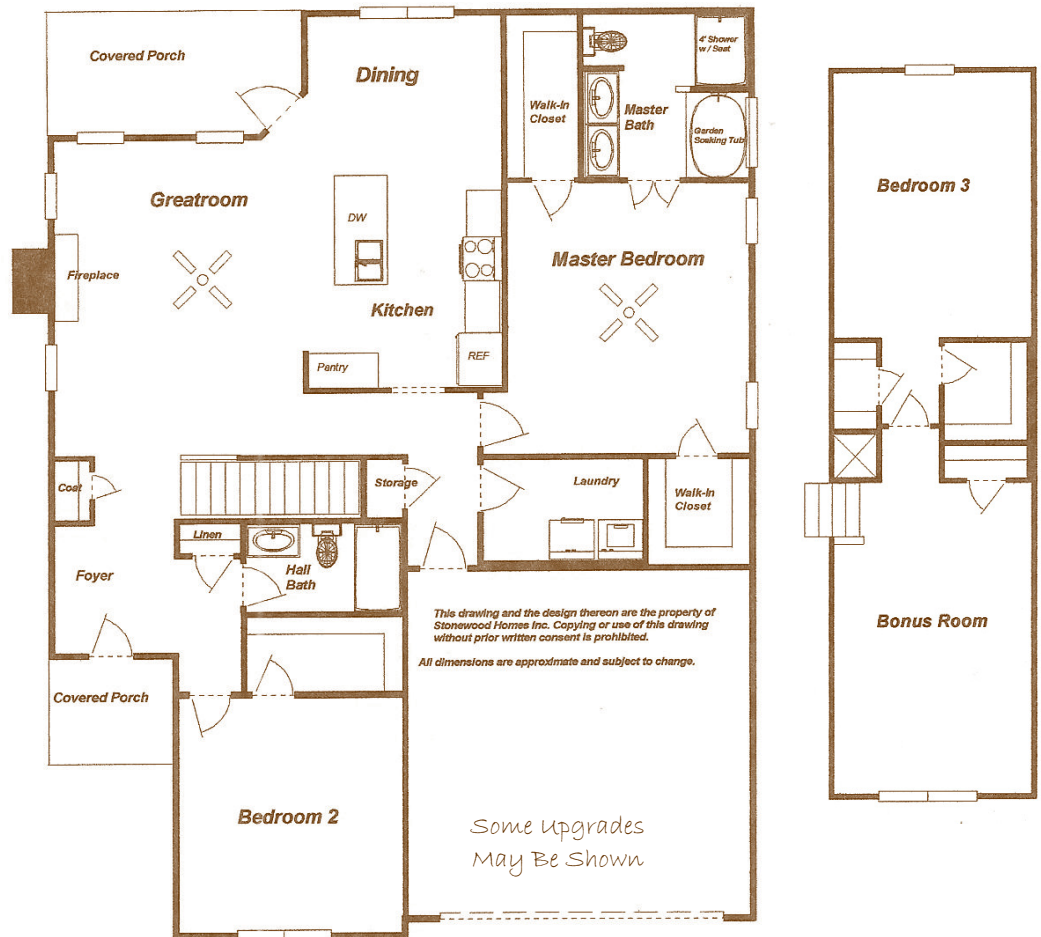 Covered Porch
Dining
Walk-In
Closet
4' Shower
w / Seat
Master
Bath
Garden
Soaking Tub
Greatroom
DW
Fireplace
Kitchen
Master Bedroom
Pantry
REF
Coat
Storage
Laundry
Walk-In
Closet
Linen
Foyer
Hall
Bath
This drawing and the design thereon are the property of
Stonewood Homes Inc. Copying or use of this drawing
without prior written consent is prohibited.
All dimensions are approximate and subject to change.
Covered Porch
Bedroom 2
Some Upgrades
May Be Shown
Bedroom 3
Bonus Room